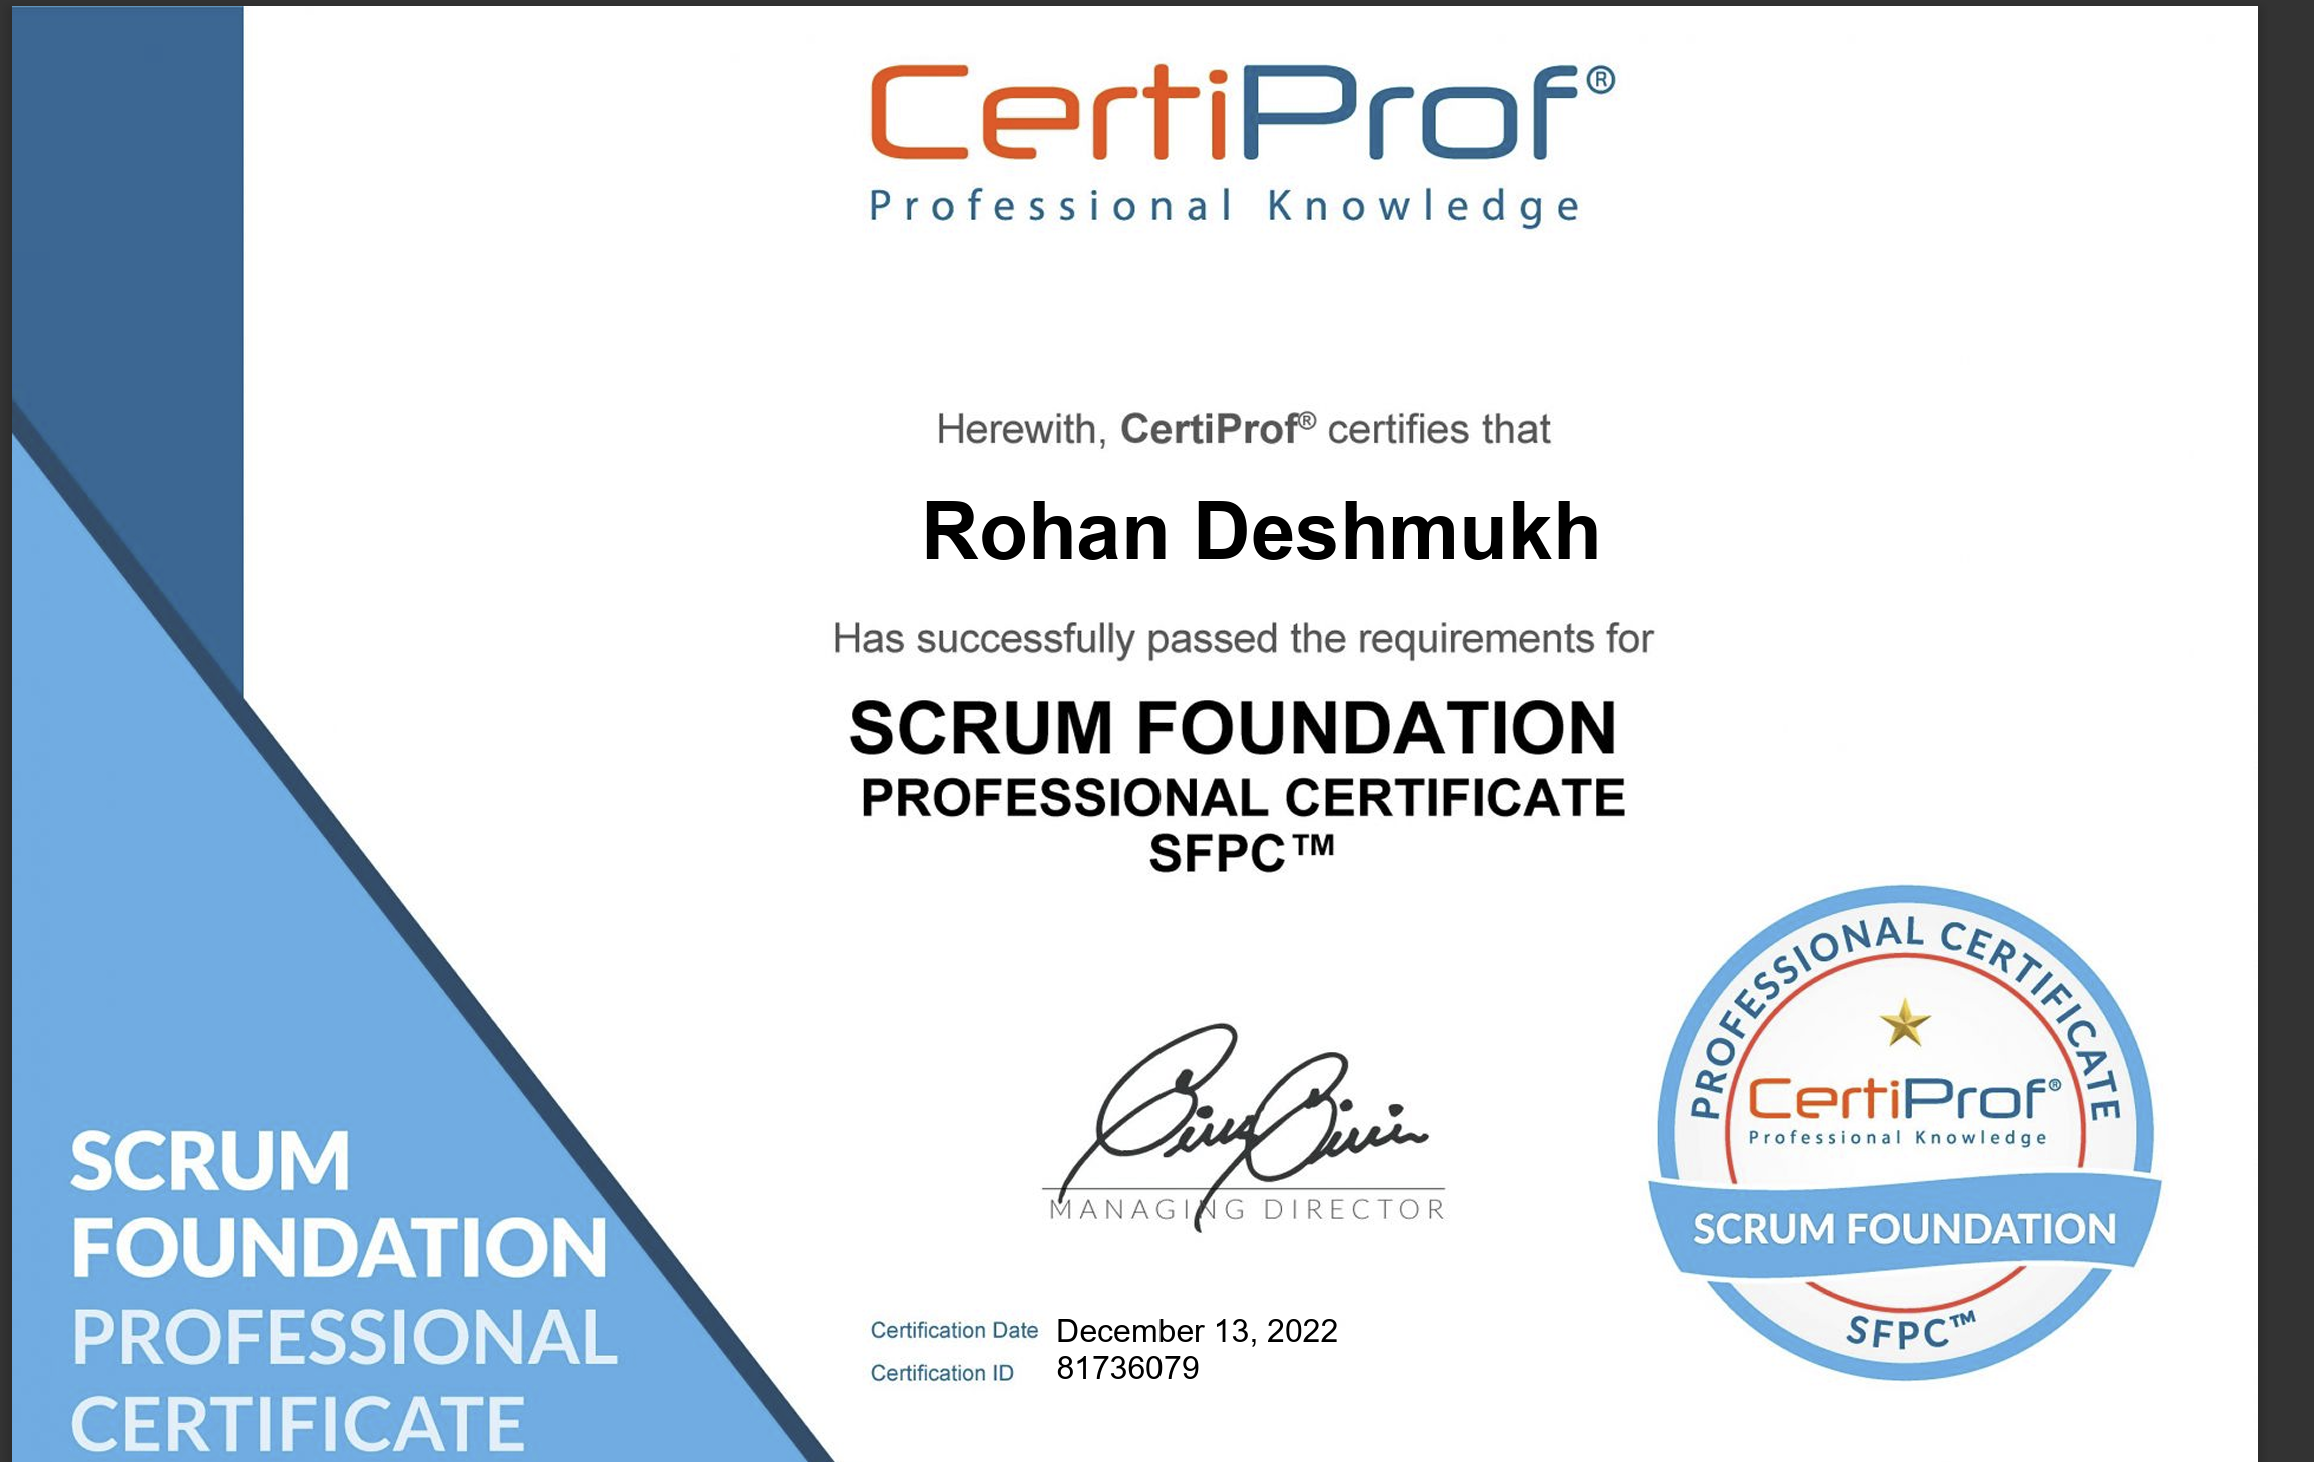 CertiProf®
Professional Knowledge
Herewith, CertiProf® certifies that
Rohan Deshmukh
Has successfully passed the requirements for
SCRUM FOUNDATION
PROFESSIONAL CERTIFICATE
SFPC™
MANAGING DIRECTOR
Certification Date December 13, 2022
Certification ID 81736079
SCRUM
FOUNDATION
PROFESSIONAL
CERTIFICATE
PROFESSIONAL CERTIFICATE
CertiProf®
Professional Knowledge
SCRUM FOUNDATION
SFPC™